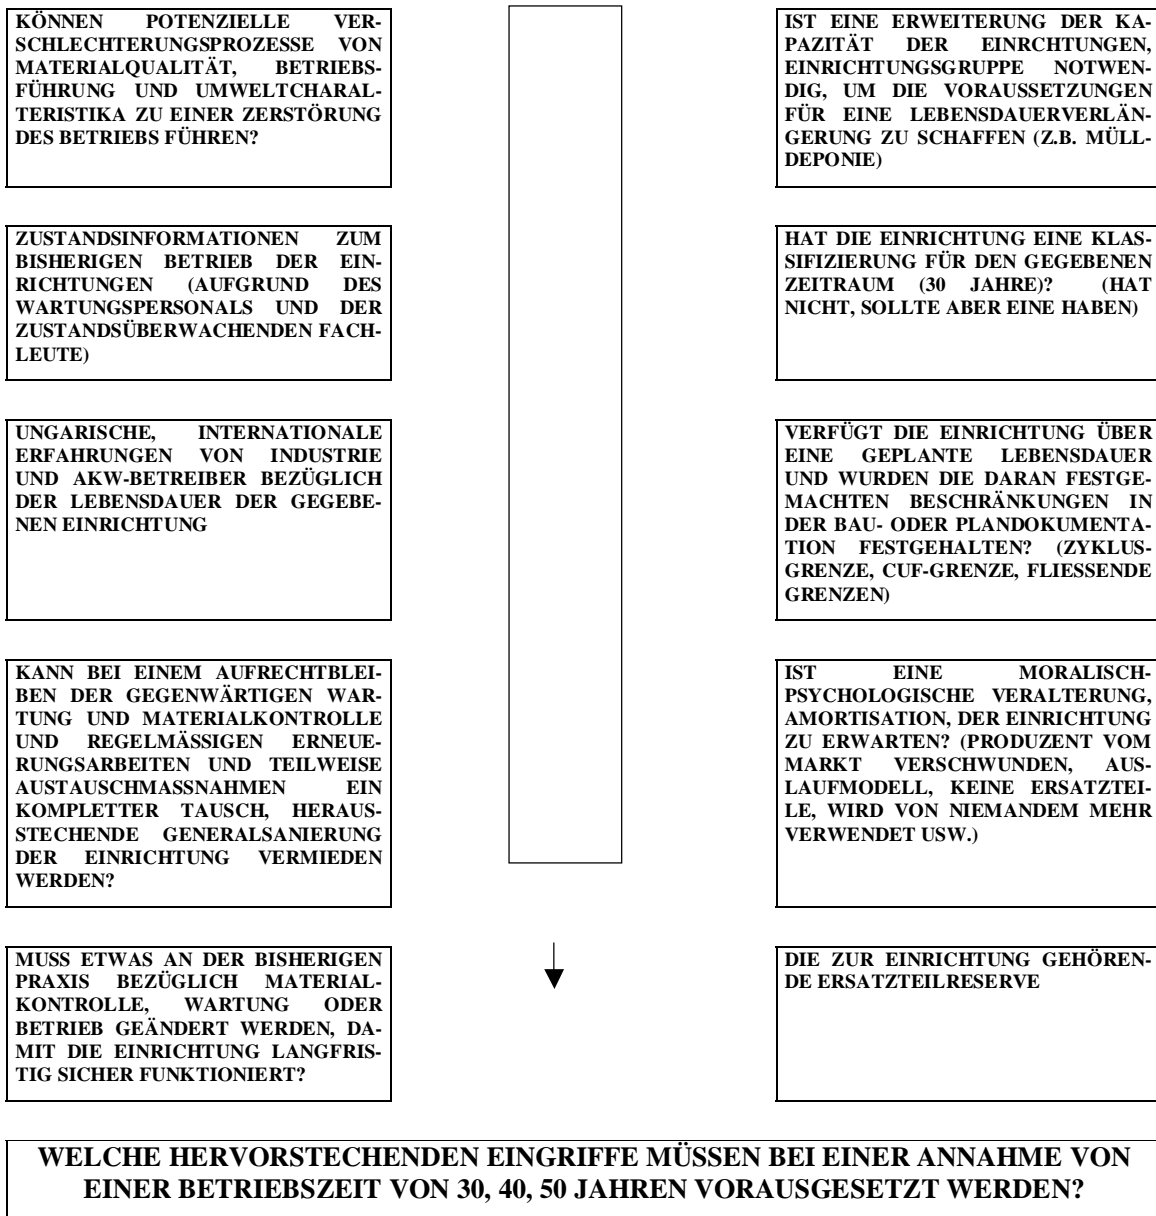 KÖNNEN POTENZIELLE VER-
SCHLECHTERUNGSPROZESSE VON
MATERIALQUALITÄT, BETRIEBS-
FÜHRUNG UND UMWELTCHARAL-
TERISTIKA ZU EINER ZERSTÖRUNG
DES BETRIEBS FÜHREN?
IST EINE ERWEITERUNG DER KA-
PAZITÄT DER EINRCHTUNGEN,
EINRICHTUNGSGRUPPE NOTWEN-
DIG, UM DIE VORAUSSETZUNGEN
FÜR EINE LEBENSDAUERVERLÄN-
GERUNG ZU SCHAFFEN (Z.B. MÜLL-
DEPONIE)
ZUSTANDSINFORMATIONEN ZUM
BISHERIGEN BETRIEB DER EIN-
RICHTUNGEN (AUFGRUND DES
WARTUNGSPERSONALS UND DER
ZUSTANDSÜBERWACHENDEN FACH-
LEUTE)
HAT DIE EINRICHTUNG EINE KLAS-
SIFIZIERUNG FÜR DEN GEGEBENEN
ZEITRAUM (30 JAHRE)? (HAT
NICHT, SOLLTE ABER EINE HABEN)
UNGARISCHE, INTERNATIONALE
ERFAHRUNGEN VON INDUSTRIE
UND AKW-BETREIBER BEZÜGLICH
DER LEBENSDAUER DER GEGEBE-
NEN EINRICHTUNG
VERFÜGT DIE EINRICHTUNG ÜBER
EINE GEPLANTE LEBENSDAUER
UND WURDEN DIE DARAN FESTGE-
MACHTEN BESCHRÄNKUNGEN IN
DER BAU- ODER PLANDOKUMENTA-
TION FESTGEHALTEN? (ZYKLUS-
GRENZE, CUF-GRENZE, FLIESSENDE
GRENZEN)
KANN BEI EINEM AUFRECHTBLEI-
BEN DER GEGENWÄRTIGEN WAR-
TUNG UND MATERIALKONTROLLE
UND REGELMÄSSIGEN ERNEUE-
RUNGSARBEITEN UND TEILWEISE
AUSTAUSCHMASSNAHMEN EIN
KOMPLETTER TAUSCH, HERAUS-
STECHENDE GENERALSANIERUNG
DER EINRICHTUNG VERMIEDEN
WERDEN?
IST EINE MORALISCH-
PSYCHOLOGISCHE VERALTERUNG,
AMORTISATION, DER EINRICHTUNG
ZU ERWARTEN? (PRODUZENT VOM
MARKT VERSCHWUNDEN, AUS-
LAUFMODELL, KEINE ERSATZTEI-
LE, WIRD VON NIEMANDEM MEHR
VERWENDET USW.)
MUSS ETWAS AN DER BISHERIGEN
PRAXIS BEZÜGLICH MATERIAL-
KONTROLLE, WARTUNG ODER
BETRIEB GEÄNDERT WERDEN, DA-
MIT DIE EINRICHTUNG LANGFRIS-
TIG SICHER FUNKTIONIERT?
DIE ZUR EINRICHTUNG GEHÖREN-
DE ERSATZTEILRESERVE
WELCHE HERVORSTECHENDEN EINGRIFFE MÜSSEN BEI EINER ANNAHME VON
EINER BETRIEBSZEIT VON 30, 40, 50 JAHREN VORAUSGESETZT WERDEN?